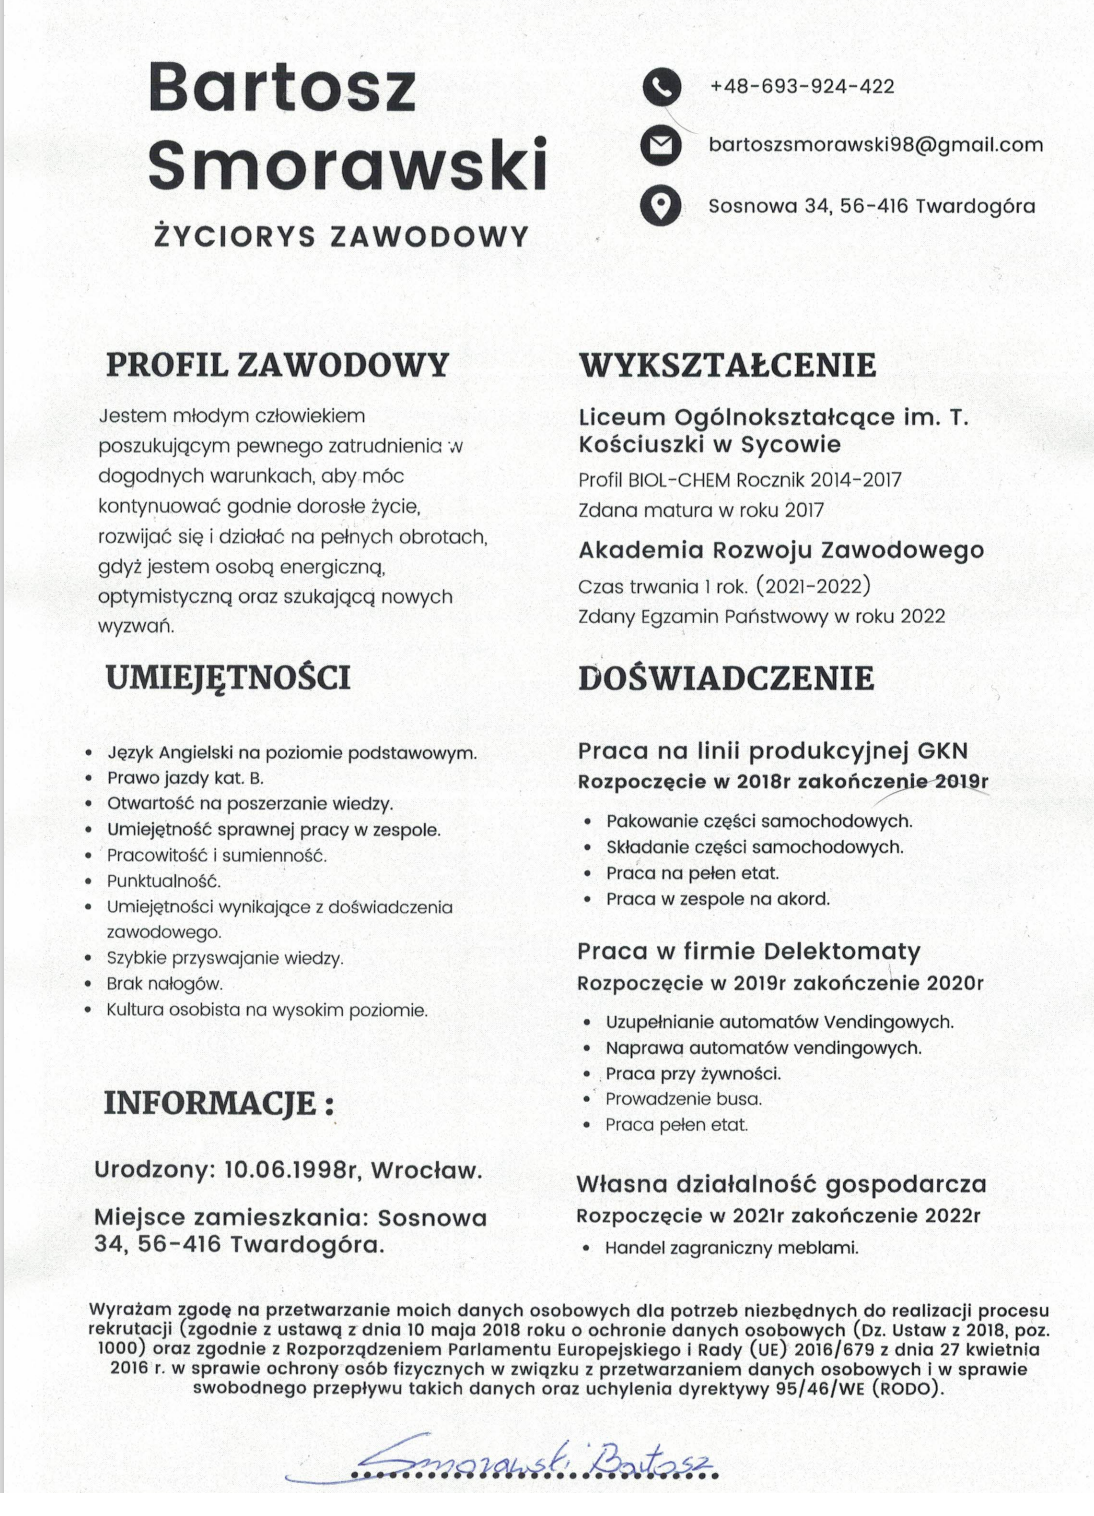 Bartosz
Smorawski
ŻYCIORYS ZAWODOWY
+48-693-924-422
bartoszsmorawski98@gmail.com
Sosnowa 34, 56-416 Twardogóra
PROFIL ZAWODOWY
Jestem młodym człowiekiem
poszukującym pewnego zatrudnienia w
dogodnych warunkach, aby móc
kontynuować godnie dorosłe życie,
rozwijać się i działać na pełnych obrotach,
gdyż jestem osobą energiczną,
optymistyczną oraz szukającą nowych
wyzwań.
UMIEJĘTNOŚCI
• Język Angielski na poziomie podstawowym.
• Prawo jazdy kat. B.
• Otwartość na poszerzanie wiedzy.
• Umiejętność sprawnej pracy w zespole.
• Pracowitość i sumienność.
• Punktualność.
• Umiejętności wynikające z doświadczenia
zawodowego.
• Szybkie przyswajanie wiedzy.
• Brak nałogów.
• Kultura osobista na wysokim poziomie.
INFORMACJE :
Urodzony: 10.06.1998r, Wrocław.
Miejsce zamieszkania: Sosnowa
34, 56-416 Twardogóra.
WYKSZTAŁCENIE
Liceum Ogólnokształcące im. T.
Kościuszki w Sycowie
Profil BIOL-CHEM Rocznik 2014-2017
Zdana matura w roku 2017
Akademia Rozwoju Zawodowego
Czas trwania 1 rok. (2021-2022)
Zdany Egzamin Państwowy w roku 2022
DOŚWIADCZENIE
Praca na linii produkcyjnej GKN
Rozpoczęcie w 2018r zakończenie 2019r
• Pakowanie części samochodowych.
• Składanie części samochodowych.
• Praca na pełen etat.
• Praca w zespole na akord.
Praca w firmie Delektomaty
Rozpoczęcie w 2019r zakończenie 2020r
• Uzupełnianie automatów Vendingowych.
• Naprawa automatów vendingowych.
• Praca przy żywności.
• Prowadzenie busa.
• Praca pełen etat.
Własna działalność gospodarcza
Rozpoczęcie w 2021r zakończenie 2022r
• Handel zagraniczny meblami.
Wyrażam zgodę na przetwarzanie moich danych osobowych dla potrzeb niezbędnych do realizacji procesu
rekrutacji (zgodnie z ustawą z dnia 10 maja 2018 roku o ochronie danych osobowych (Dz. Ustaw z 2018, poz.
1000) oraz zgodnie z Rozporządzeniem Parlamentu Europejskiego i Rady (UE) 2016/679 z dnia 27 kwietnia
2016 r. w sprawie ochrony osób fizycznych w związku z przetwarzaniem danych osobowych i w sprawie
swobodnego przepływu takich danych oraz uchylenia dyrektywy 95/46/WE (RODO).
Smorawski Bartosz